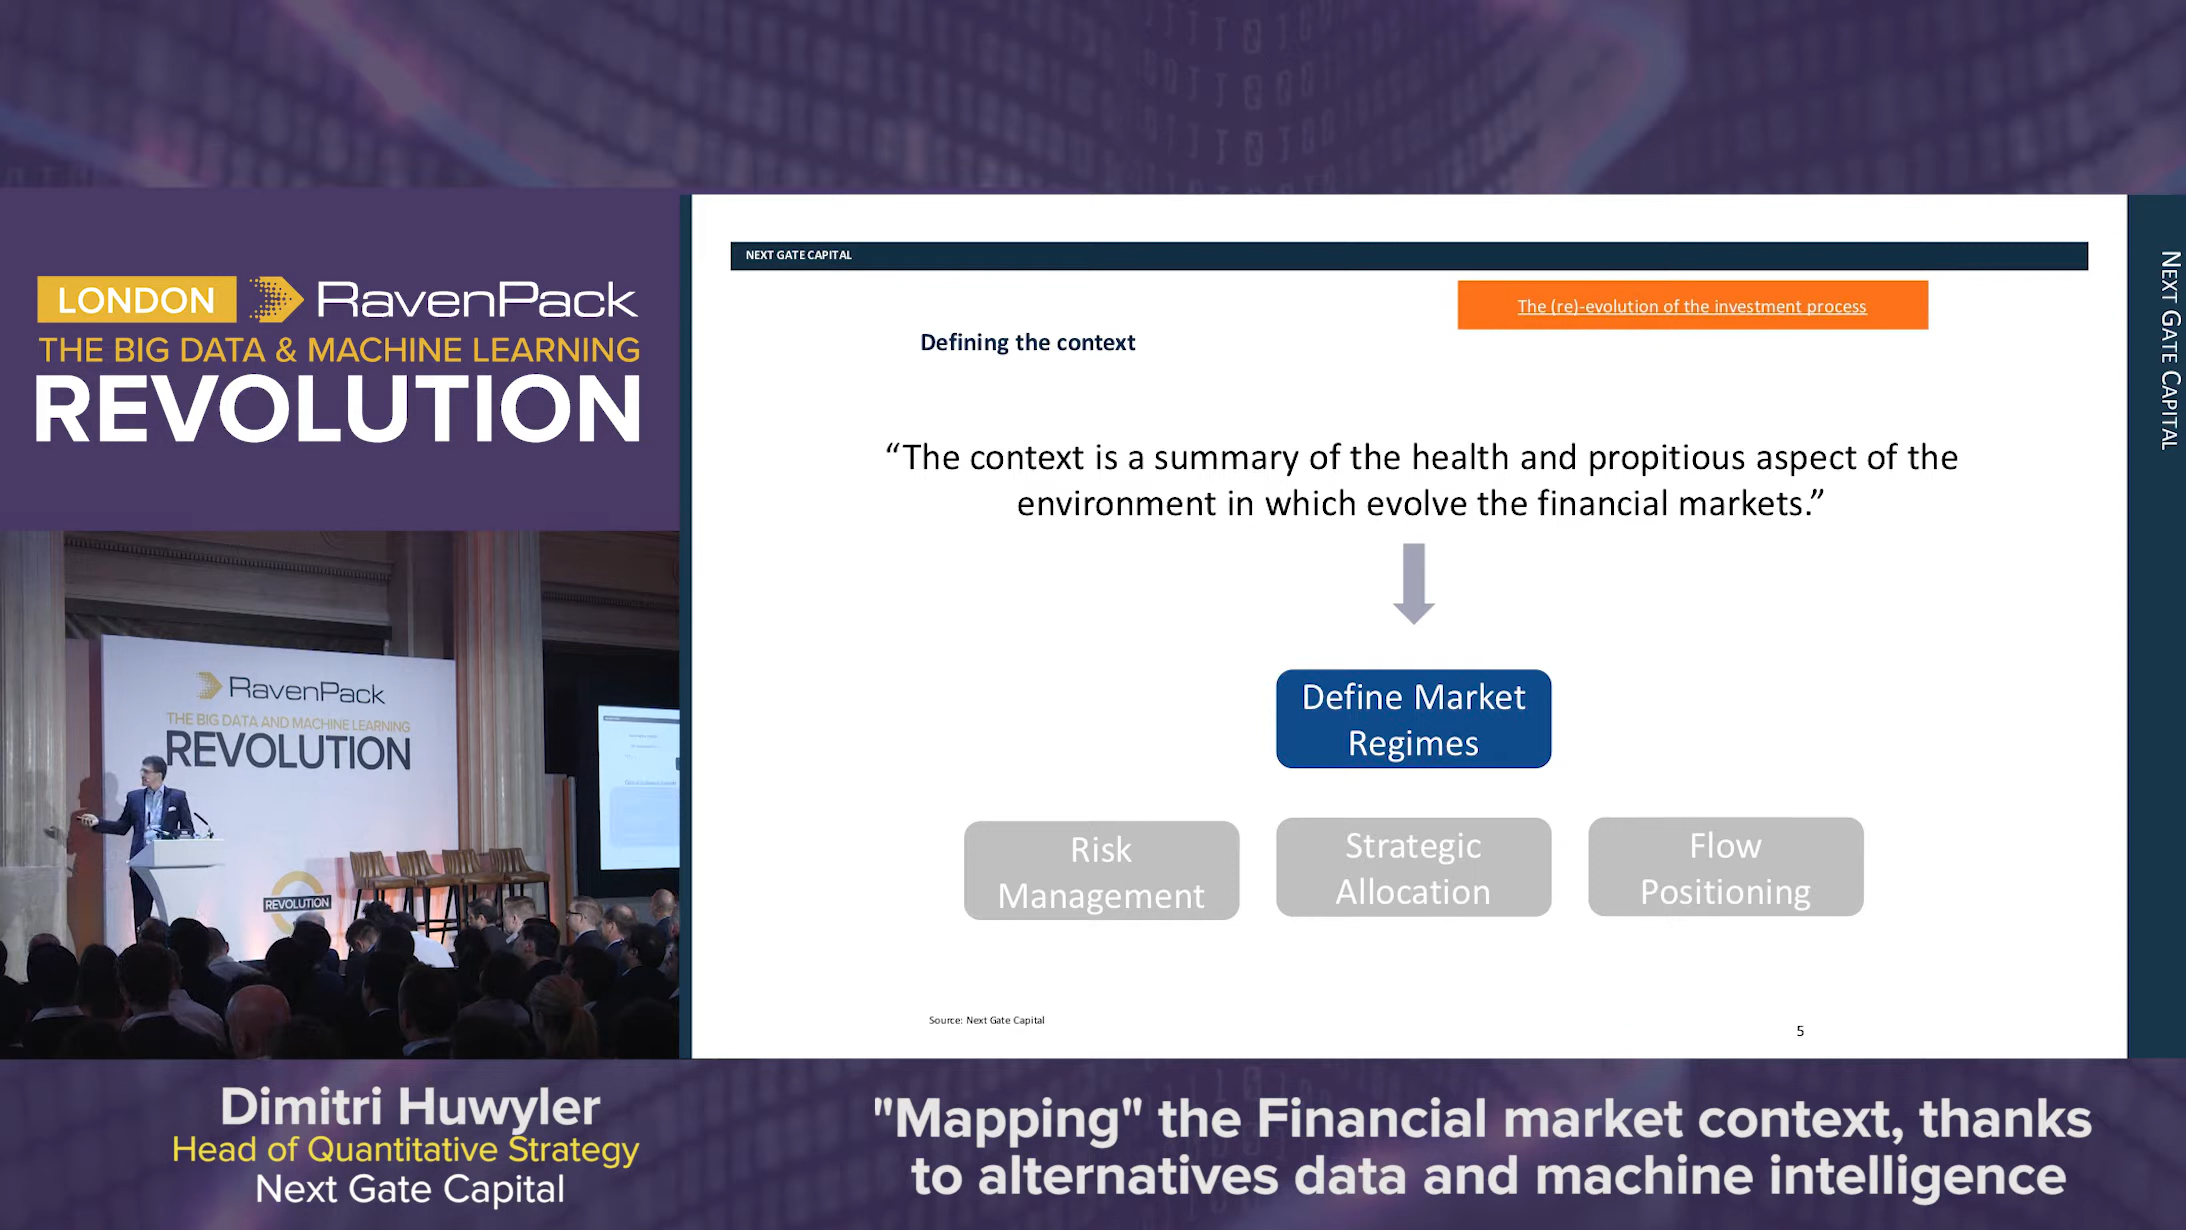 LONDON RavenPack
THE BIG DATA & MACHINE LEARNING
REVOLUTION
RavenPack
THE BIG DATA AND MACHINE LEARNING
REVOLUTION
REVOLUTION
NEXT GATE CAPITAL
The (re)-evolution of the investment process
Defining the context
“The context is a summary of the health and propitious aspect of the
environment in which evolve the financial markets.”
Define Market
Regimes
Risk
Management
Strategic
Allocation
Flow
Positioning
Source: Next Gate Capital
5
NEXT GATE CAPITAL
Dimitri Huwyler
Head of Quantitative Strategy
Next Gate Capital
"Mapping" the Financial market context, thanks
to alternatives data and machine intelligence